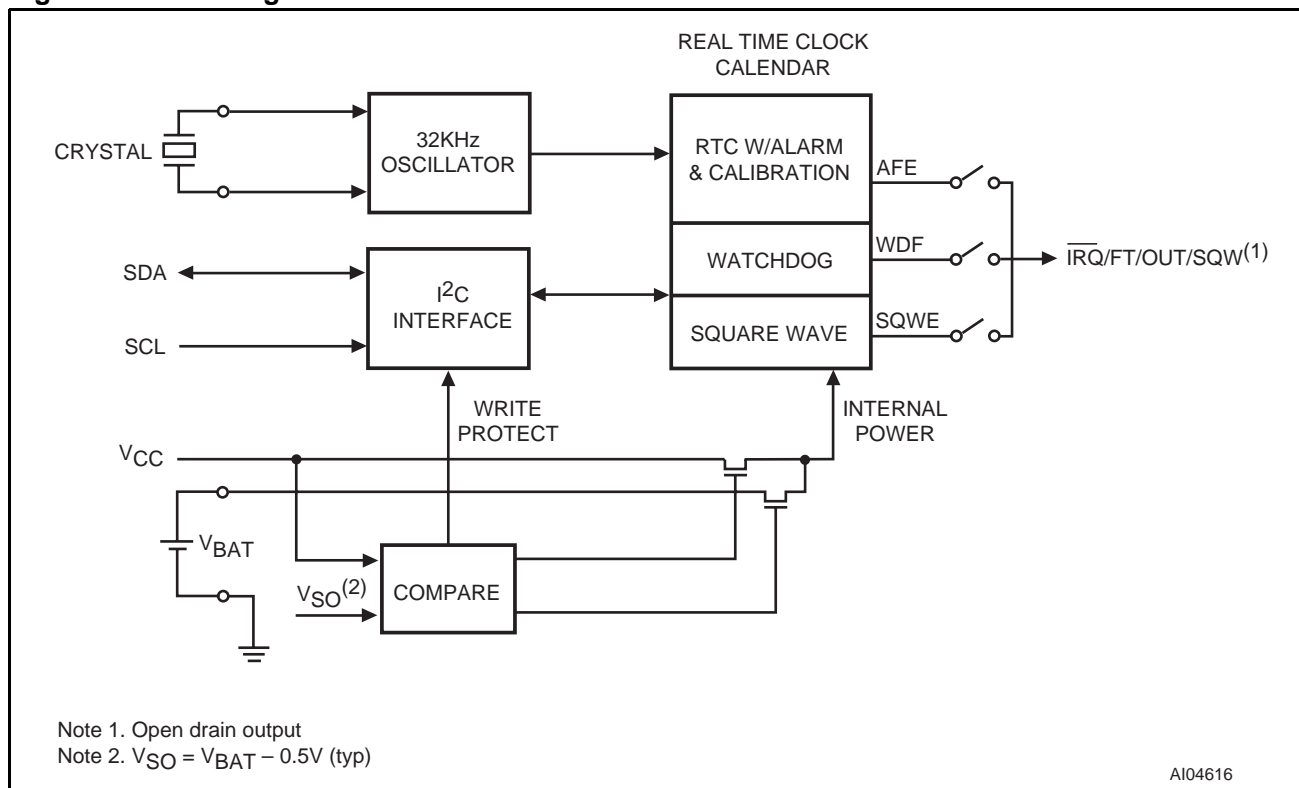 REAL TIME CLOCK
CALENDAR
CRYSTAL
32KHz
OSCILLATOR
RTC W/ALARM
& CALIBRATION
AFE
WATCHDOG
WDF
IRQ/FT/OUT/SQW(1)
SDA
I2C
INTERFACE
SQUARE WAVE
SQWE
SCL
WRITE
PROTECT
INTERNAL
POWER
VCC
VBAT
VSO(2)
COMPARE
Note 1. Open drain output
Note 2. VSO = VBAT – 0.5V (typ)
AI04616